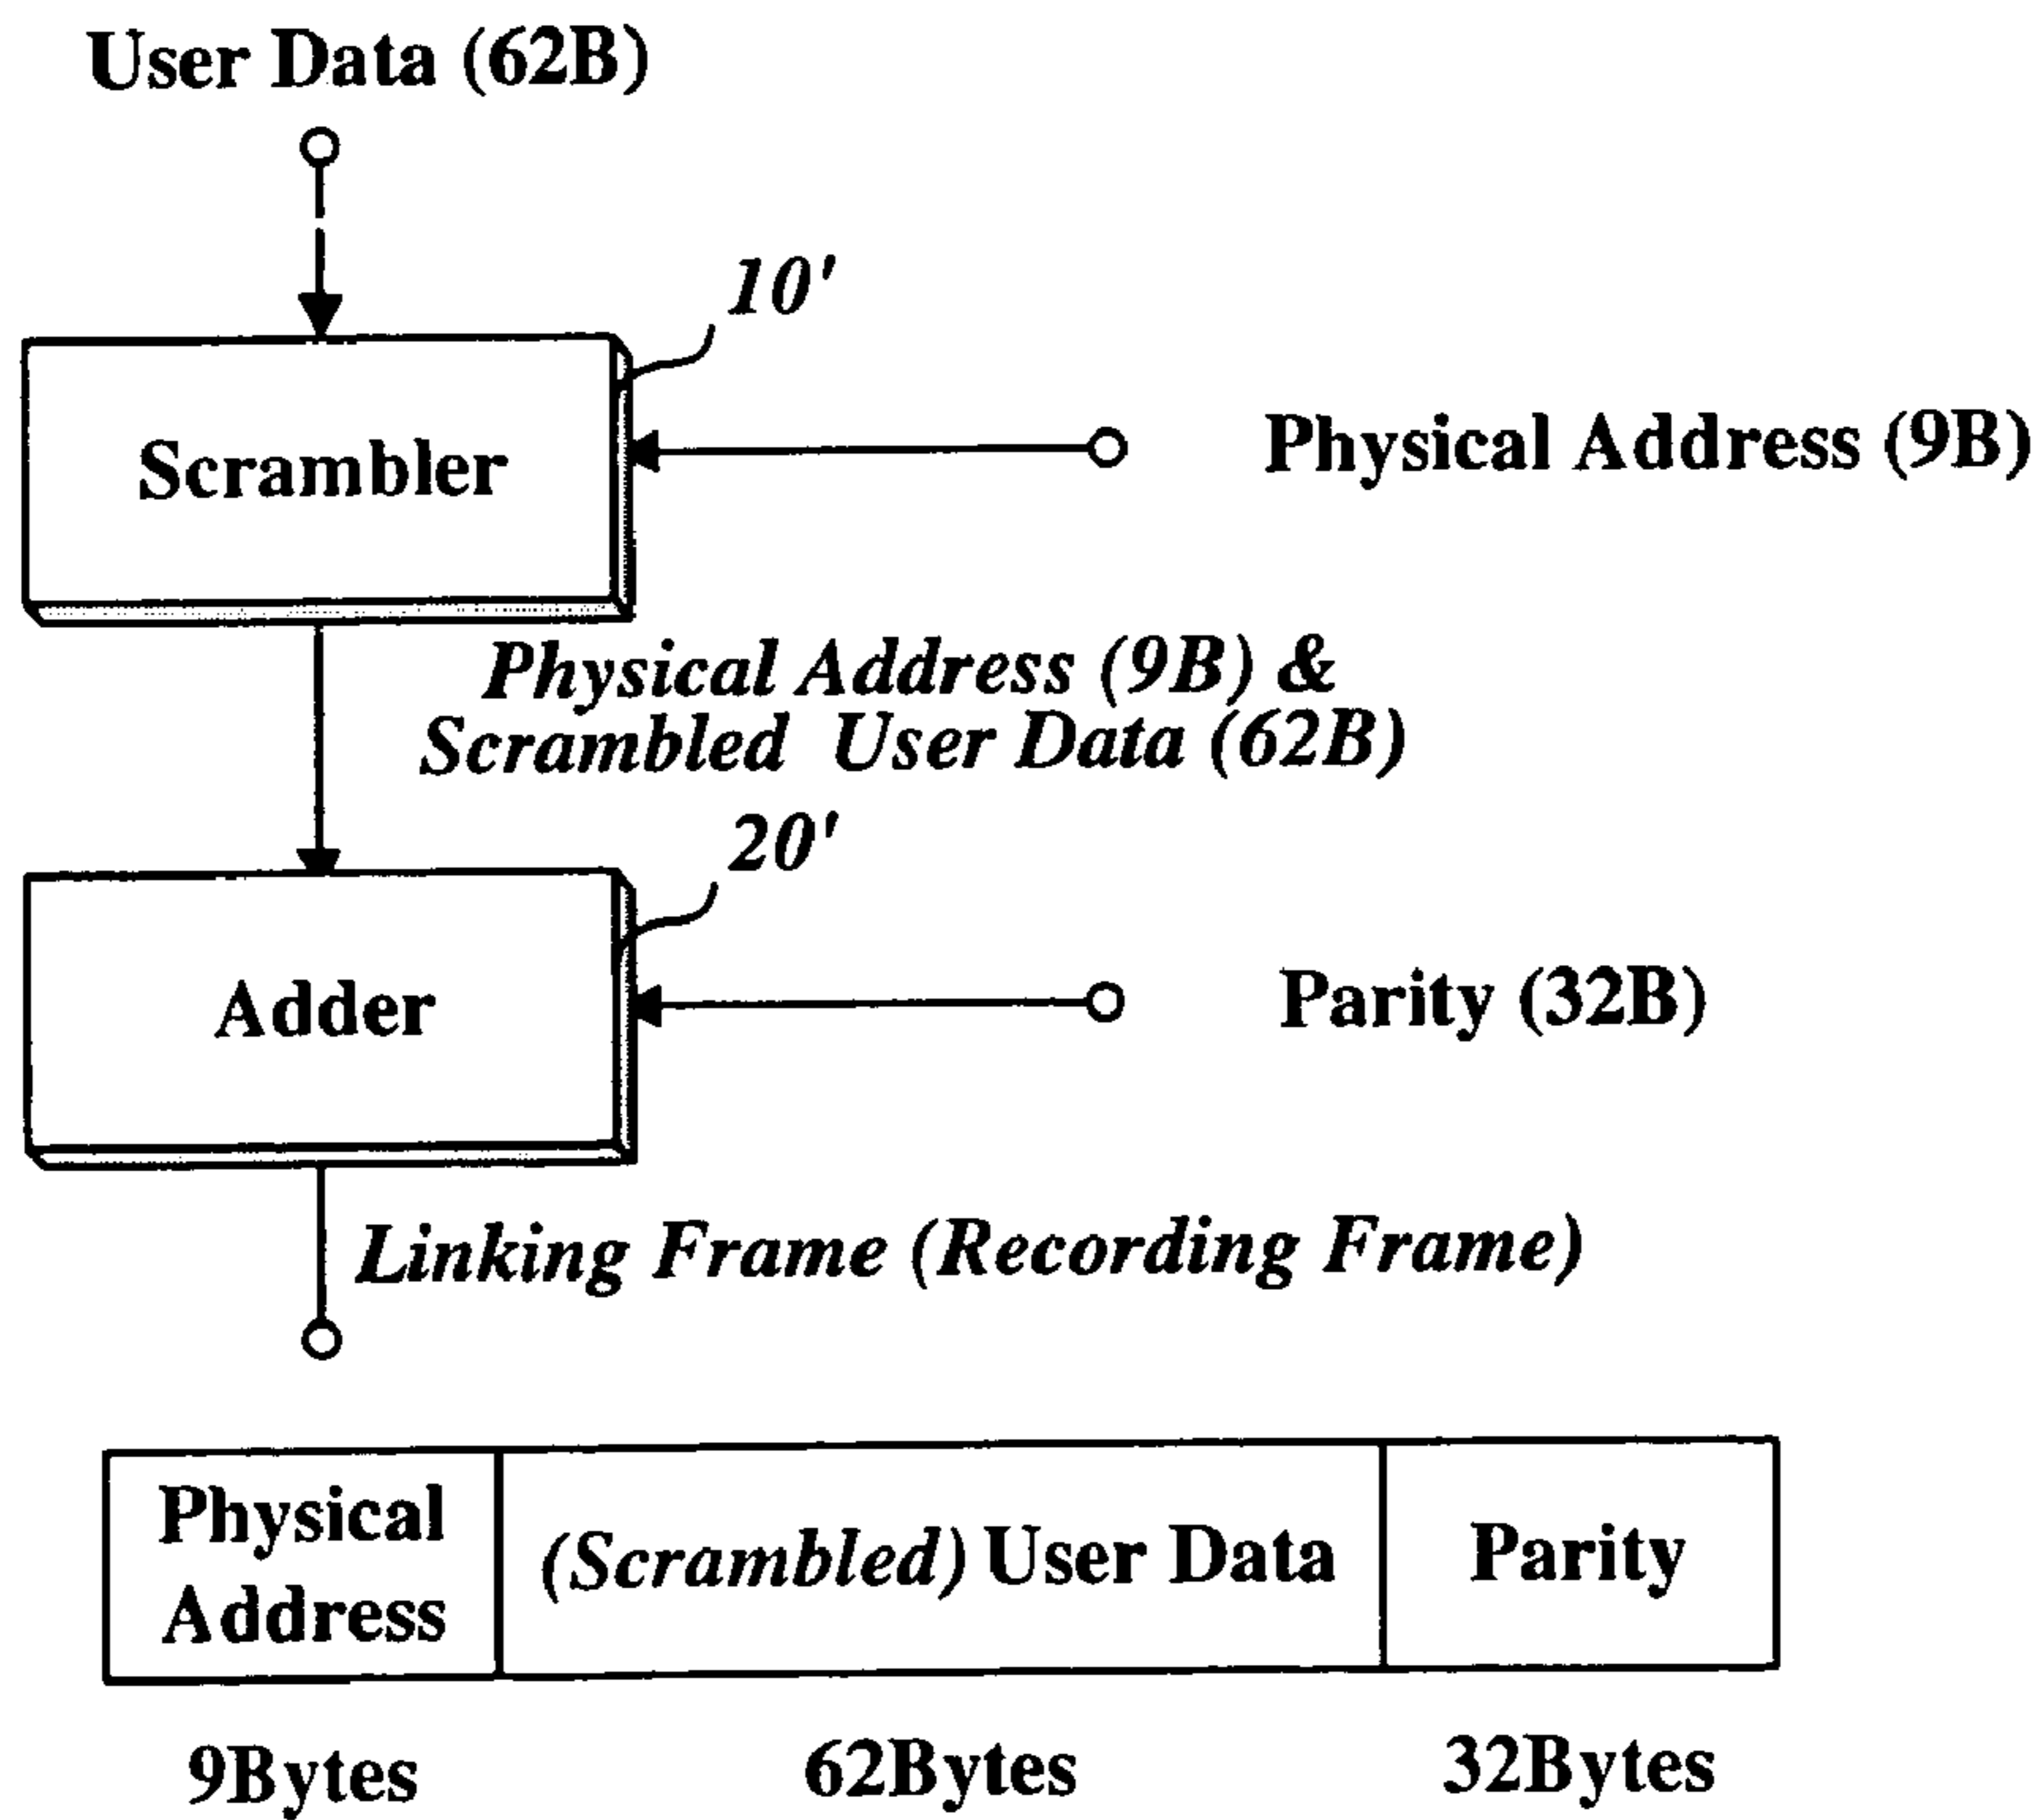 User Data (62B)
10'
Scrambler
Physical Address (9B)
Physical Address (9B) &
Scrambled User Data (62B)
20'
Adder
Parity (32B)
Linking Frame (Recording Frame)
Physical
Address
(Scrambled) User Data
Parity
9Bytes
62Bytes
32Bytes